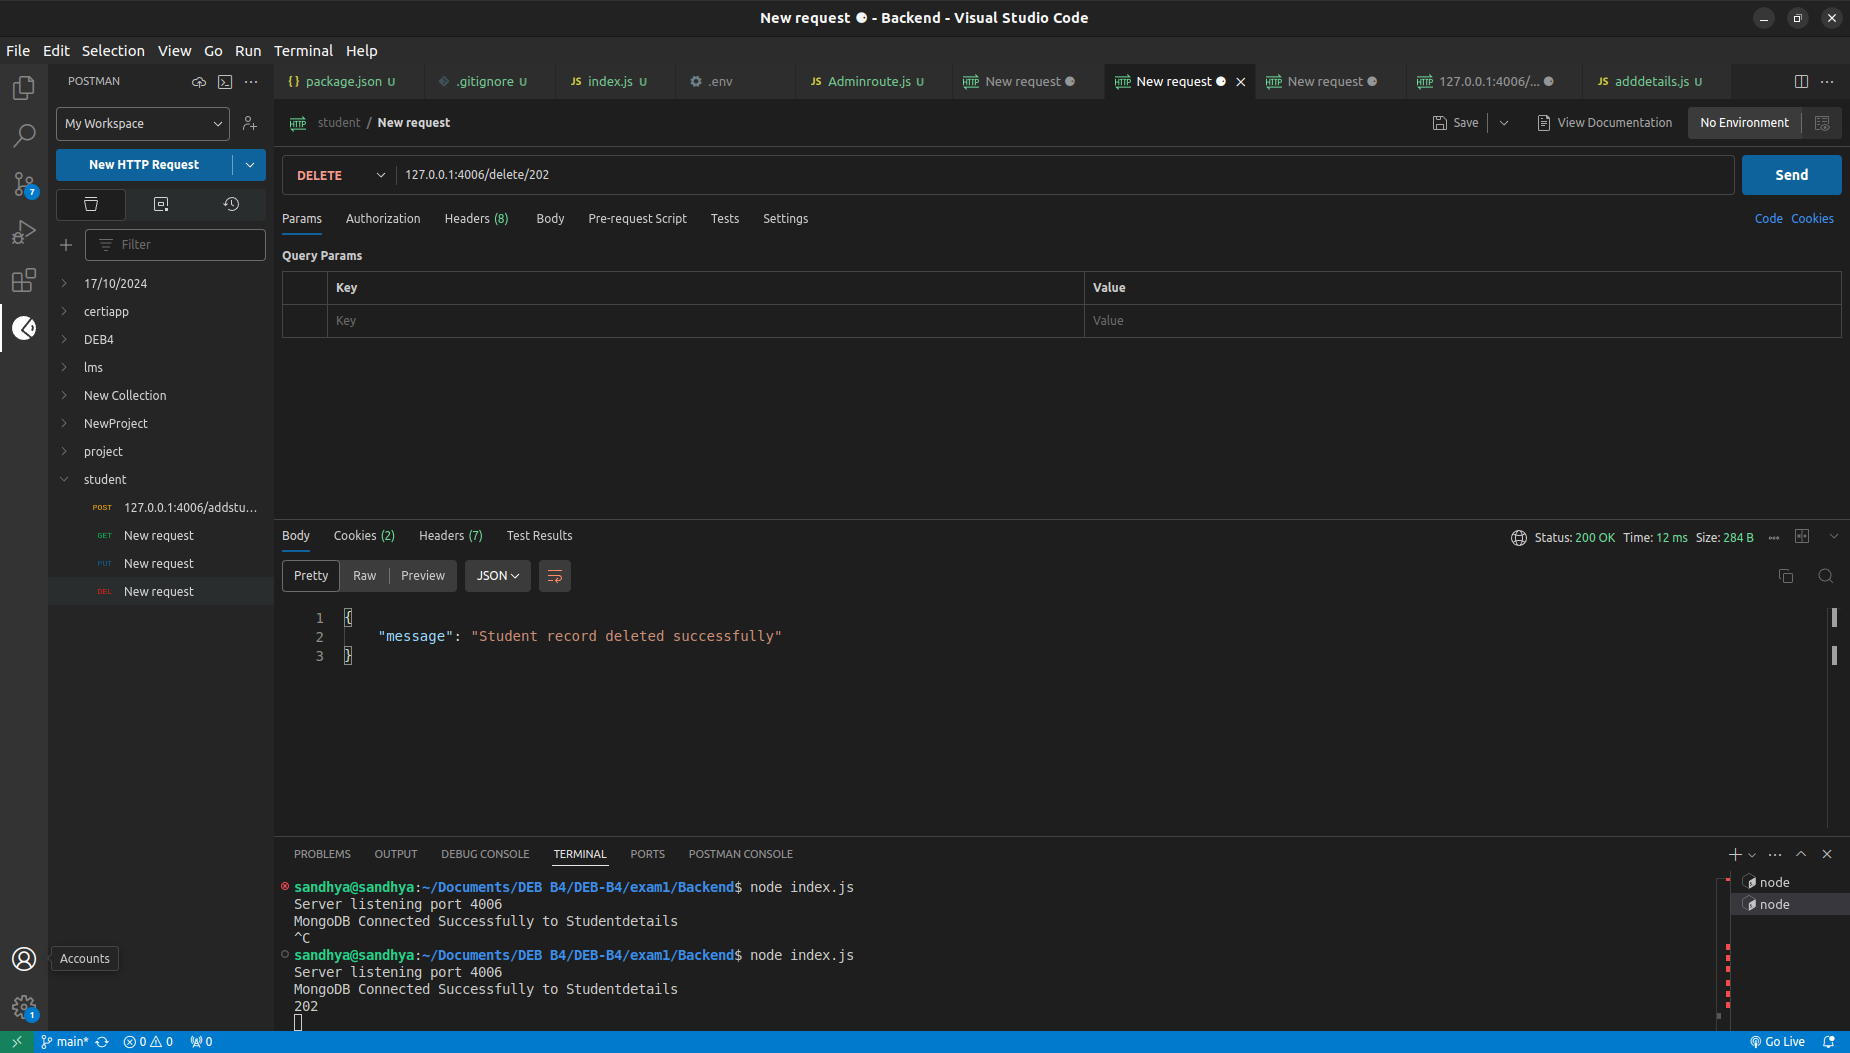 New request - Backend - Visual Studio Code
File Edit Selection View Go Run Terminal Help
POSTMAN
{} package.json U
.gitignore U
JS index.js U
.env
JS Adminroute.js U
HTTP New request
HTTP New request
HTTP New request
HTTP 127.0.0.1:4006/...
JS adddetails.js U
My Workspace
HTTP student / New request
Save
View Documentation
No Environment
New HTTP Request
DELETE 127.0.0.1:4006/delete/202
Send
7
Params Authorization Headers (8) Body Pre-request Script Tests Settings
Code Cookies
Filter
Query Params
Key Value
Key Value
17/10/2024
certiapp
DEB4
lms
New Collection
NewProject
project
student
POST 127.0.0.1:4006/addstu...
GET New request
PUT New request
DEL New request
Body Cookies (2) Headers (7) Test Results
Status: 200 OK Time: 12 ms Size: 284 B
Pretty Raw Preview JSON
1 {
2 "message": "Student record deleted successfully"
3 }
PROBLEMS OUTPUT DEBUG CONSOLE TERMINAL PORTS POSTMAN CONSOLE
sandhya@sandhya:~/Documents/DEB B4/DEB-B4/exam1/Backend$ node index.js
Server listening port 4006
MongoDB Connected Successfully to Studentdetails
^C
sandhya@sandhya:~/Documents/DEB B4/DEB-B4/exam1/Backend$ node index.js
Server listening port 4006
MongoDB Connected Successfully to Studentdetails
202
node
node
Accounts
1
main* 0 0 0
Go Live